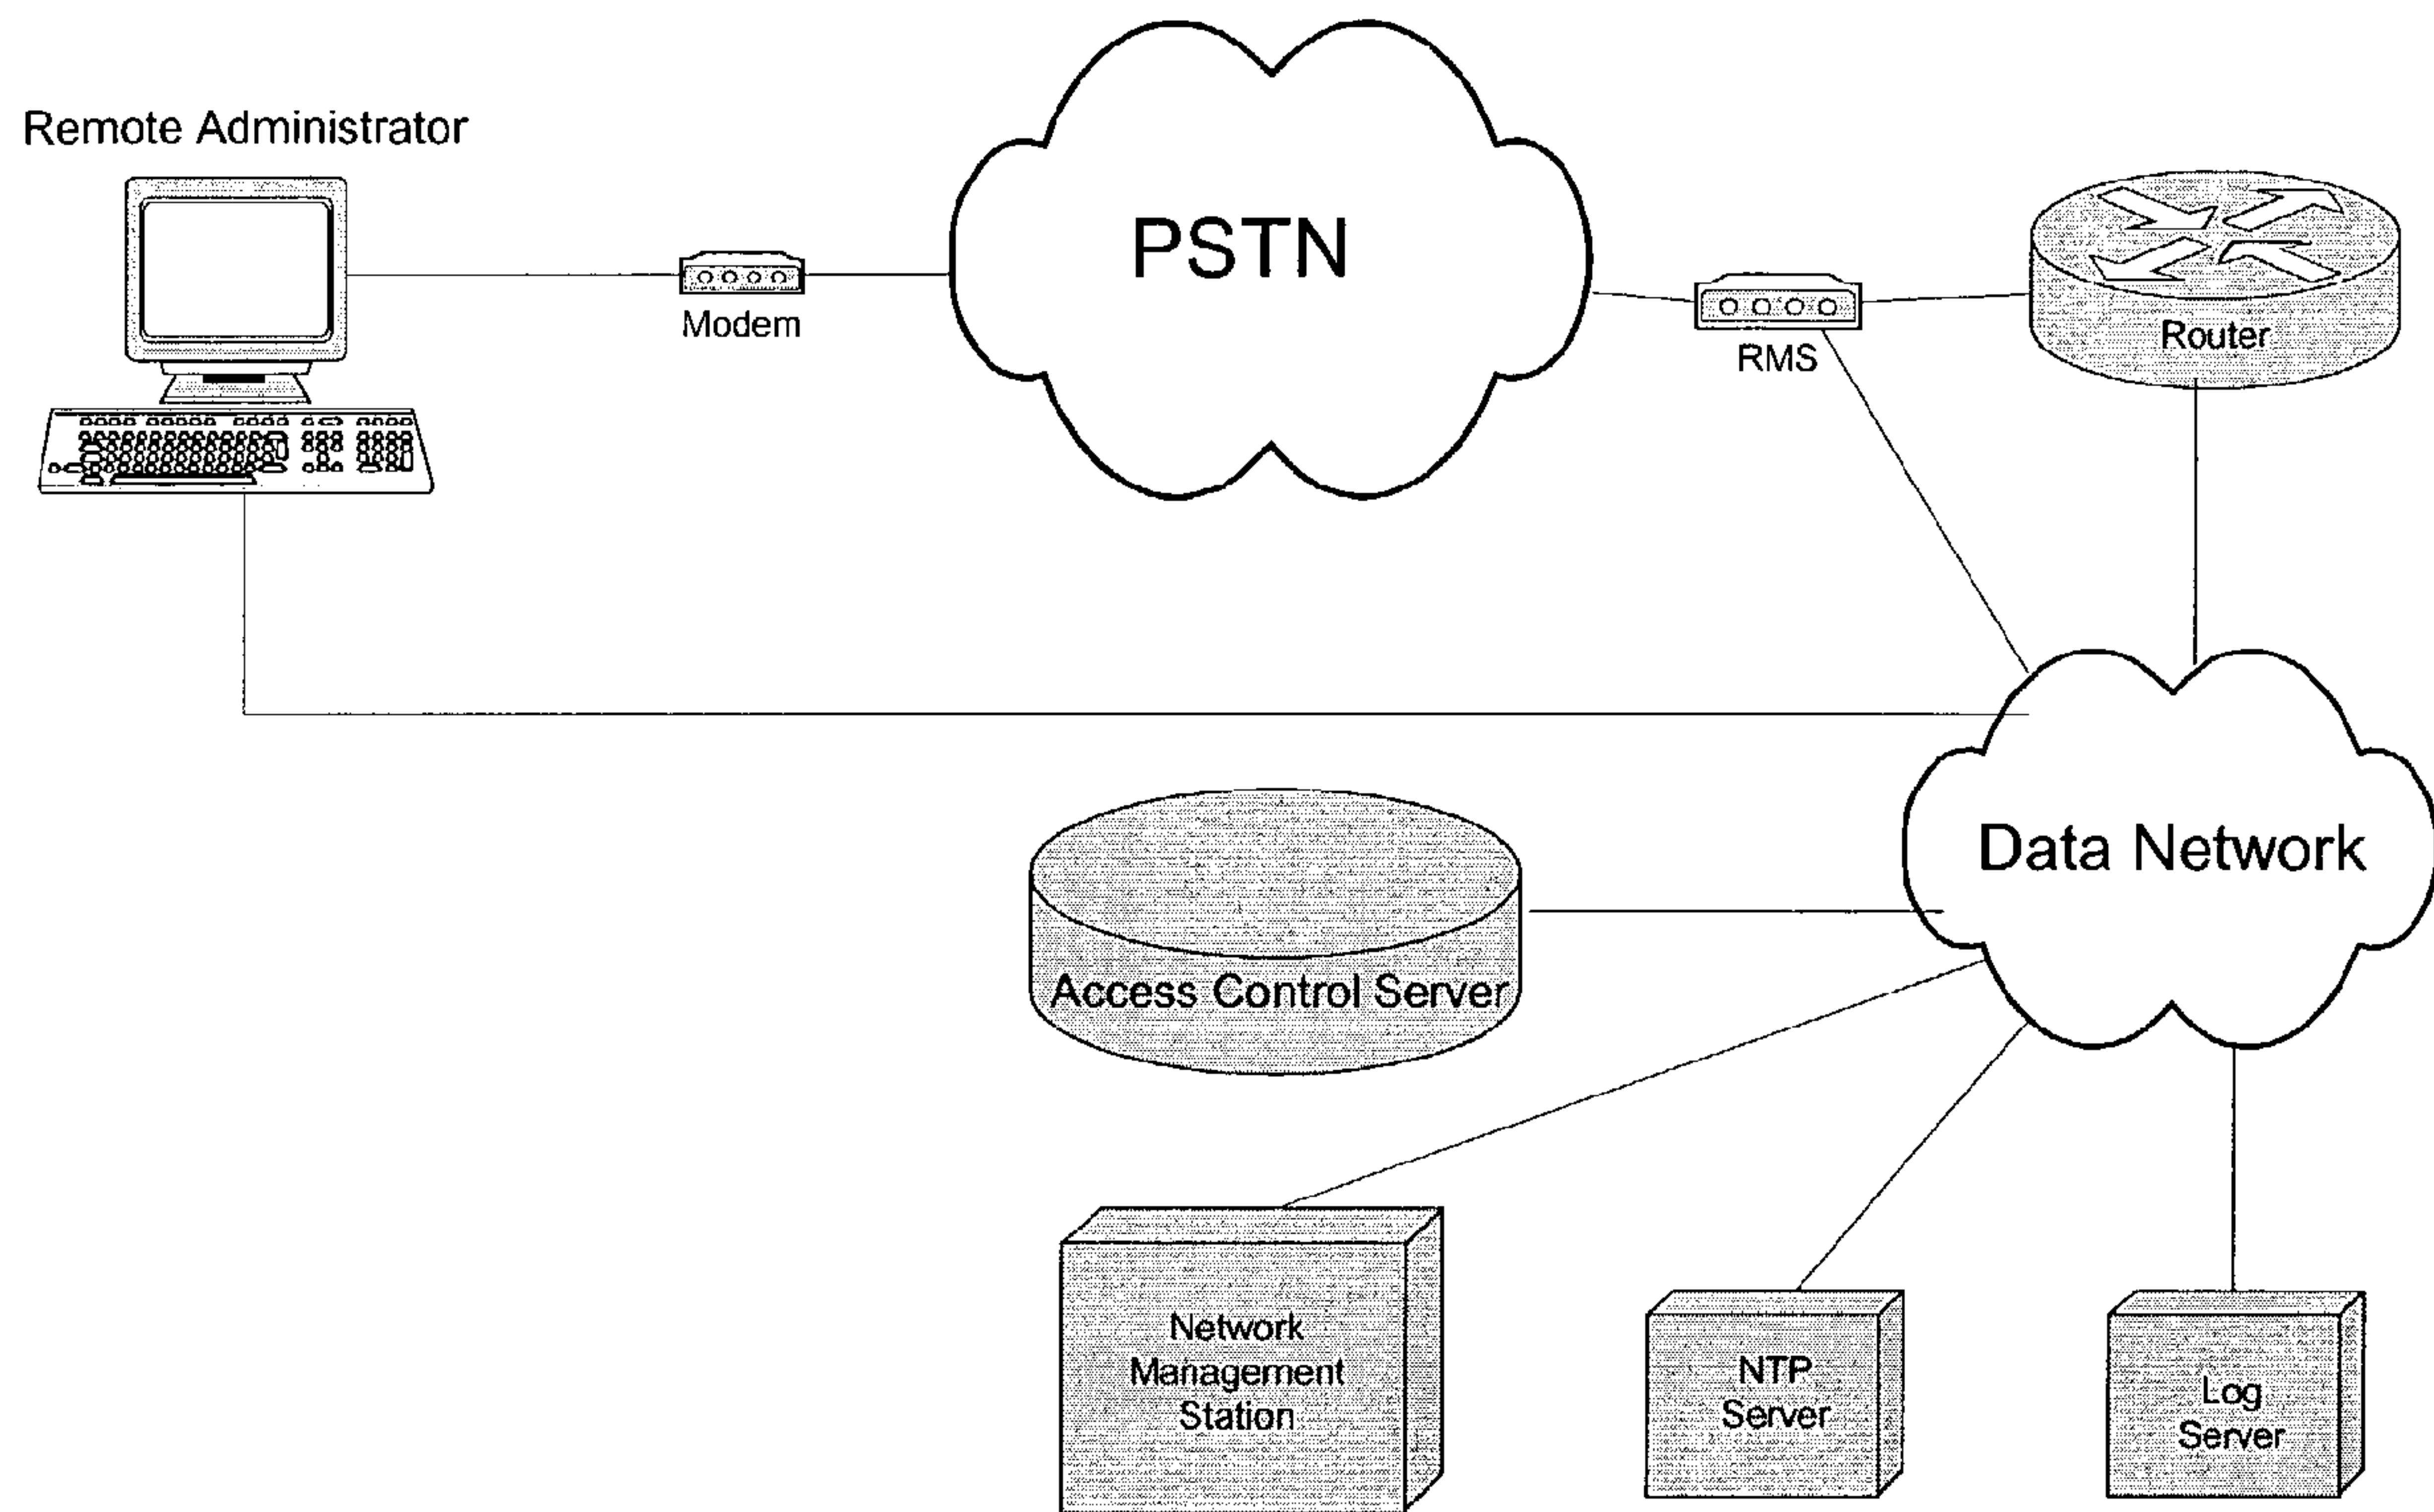 Remote Administrator
PSTN
Modem
RMS
Router
Data Network
Access Control Server
Network
Management
Station
NTP
Server
Log
Server